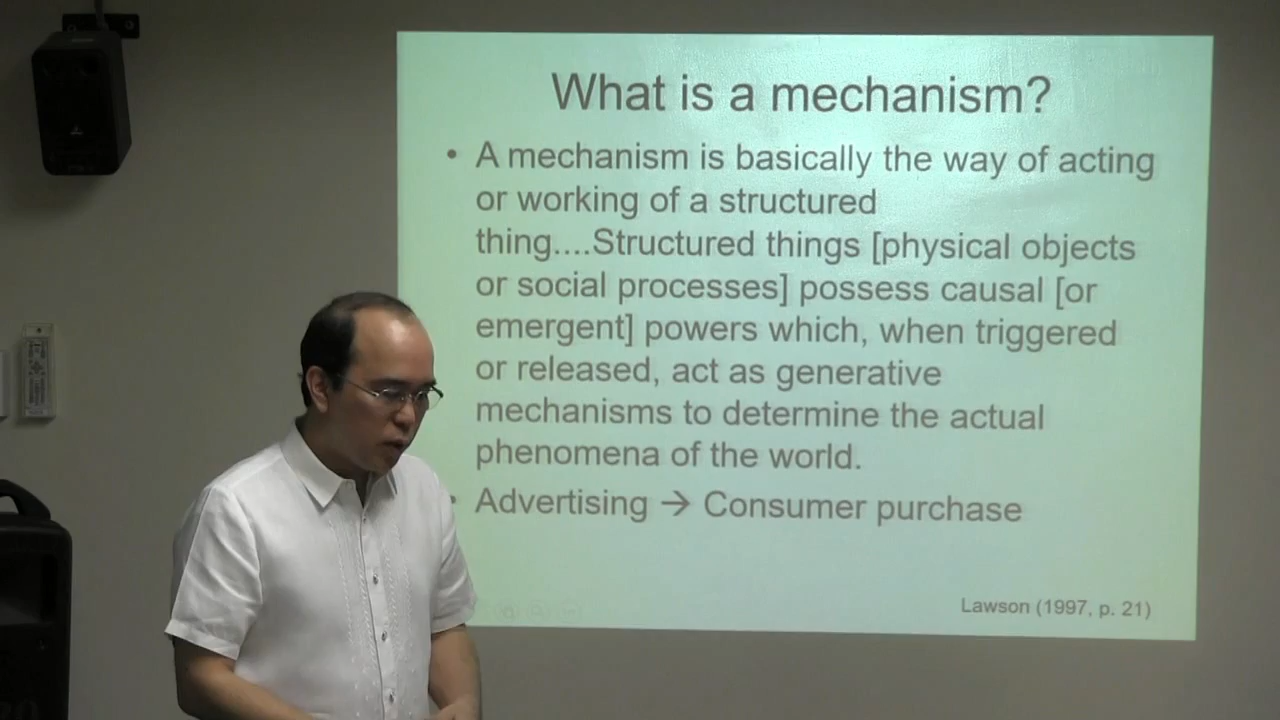 What is a mechanism?
• A mechanism is basically the way of acting
or working of a structured
thing....Structured things [physical objects
or social processes] possess causal [or
emergent] powers which, when triggered
or released, act as generative
mechanisms to determine the actual
phenomena of the world.
• Advertising → Consumer purchase
Lawson (1997, p. 21)